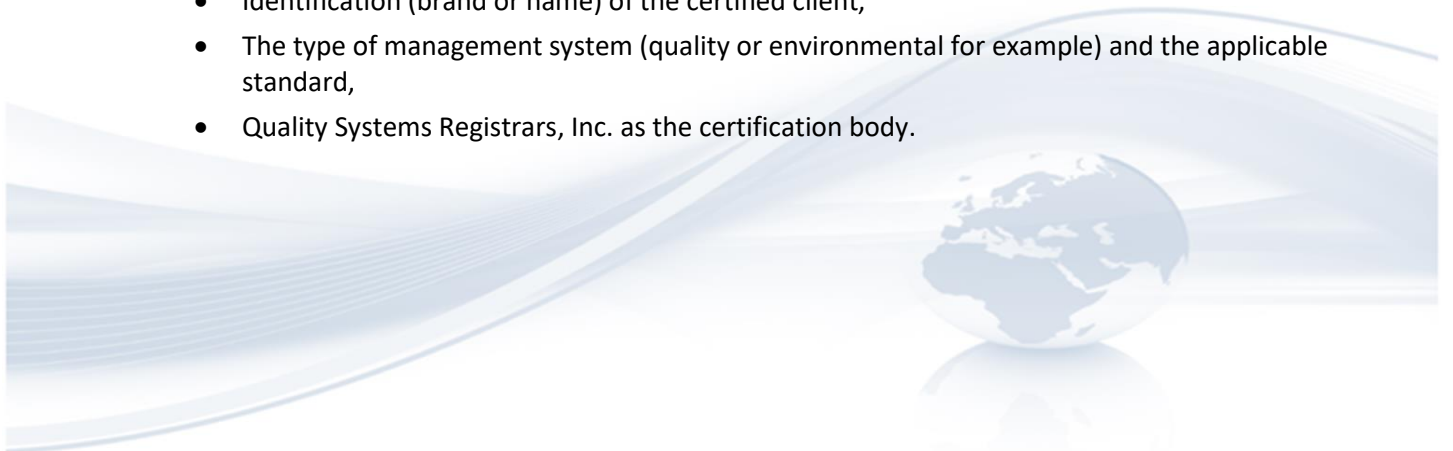 • Identification (brand or name) of the certified client,
• The type of management system (quality or environmental for example) and the applicable
standard,
• Quality Systems Registrars, Inc. as the certification body.